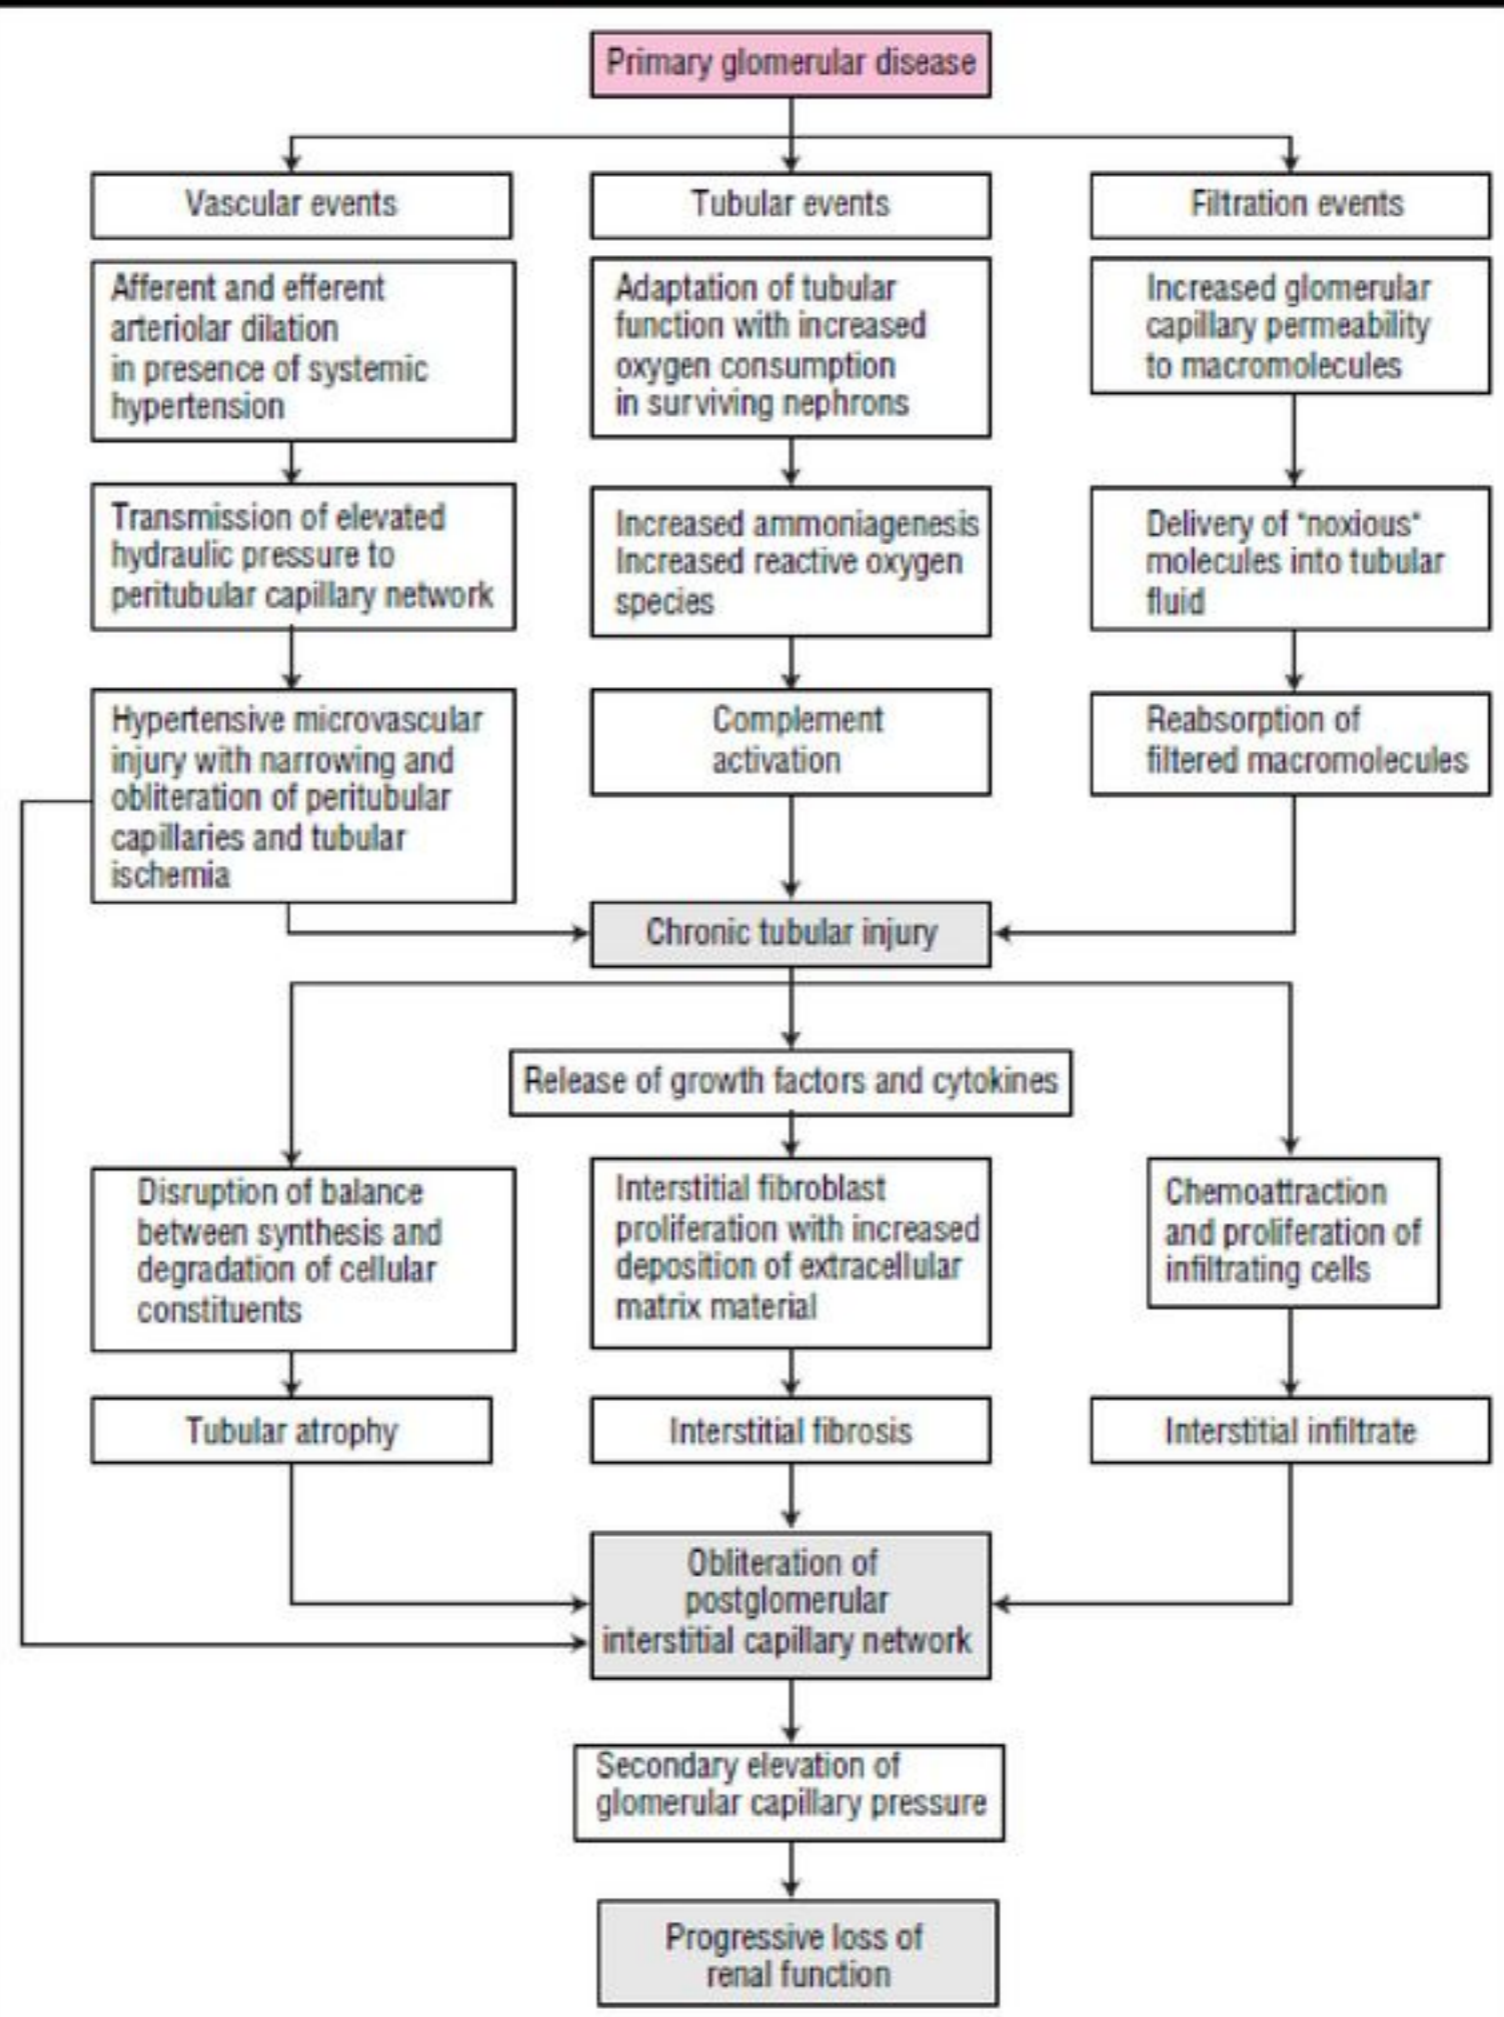 Primary glomerular disease
Vascular events
Tubular events
Filtration events
Afferent and efferent
arteriolar dilation
in presence of systemic
hypertension
Adaptation of tubular
function with increased
oxygen consumption
in surviving nephrons
Increased glomerular
capillary permeability
to macromolecules
Transmission of elevated
hydraulic pressure to
peritubular capillary network
Increased ammoniagenesis
Increased reactive oxygen
species
Delivery of "noxious"
molecules into tubular
fluid
Hypertensive microvascular
injury with narrowing and
obliteration of peritubular
capillaries and tubular
ischemia
Complement
activation
Reabsorption of
filtered macromolecules
Chronic tubular injury
Release of growth factors and cytokines
Disruption of balance
between synthesis and
degradation of cellular
constituents
Interstitial fibroblast
proliferation with increased
deposition of extracellular
matrix material
Chemoattraction
and proliferation of
infiltrating cells
Tubular atrophy
Interstitial fibrosis
Interstitial infiltrate
Obliteration of
postglomerular
interstitial capillary network
Secondary elevation of
glomerular capillary pressure
Progressive loss of
renal function